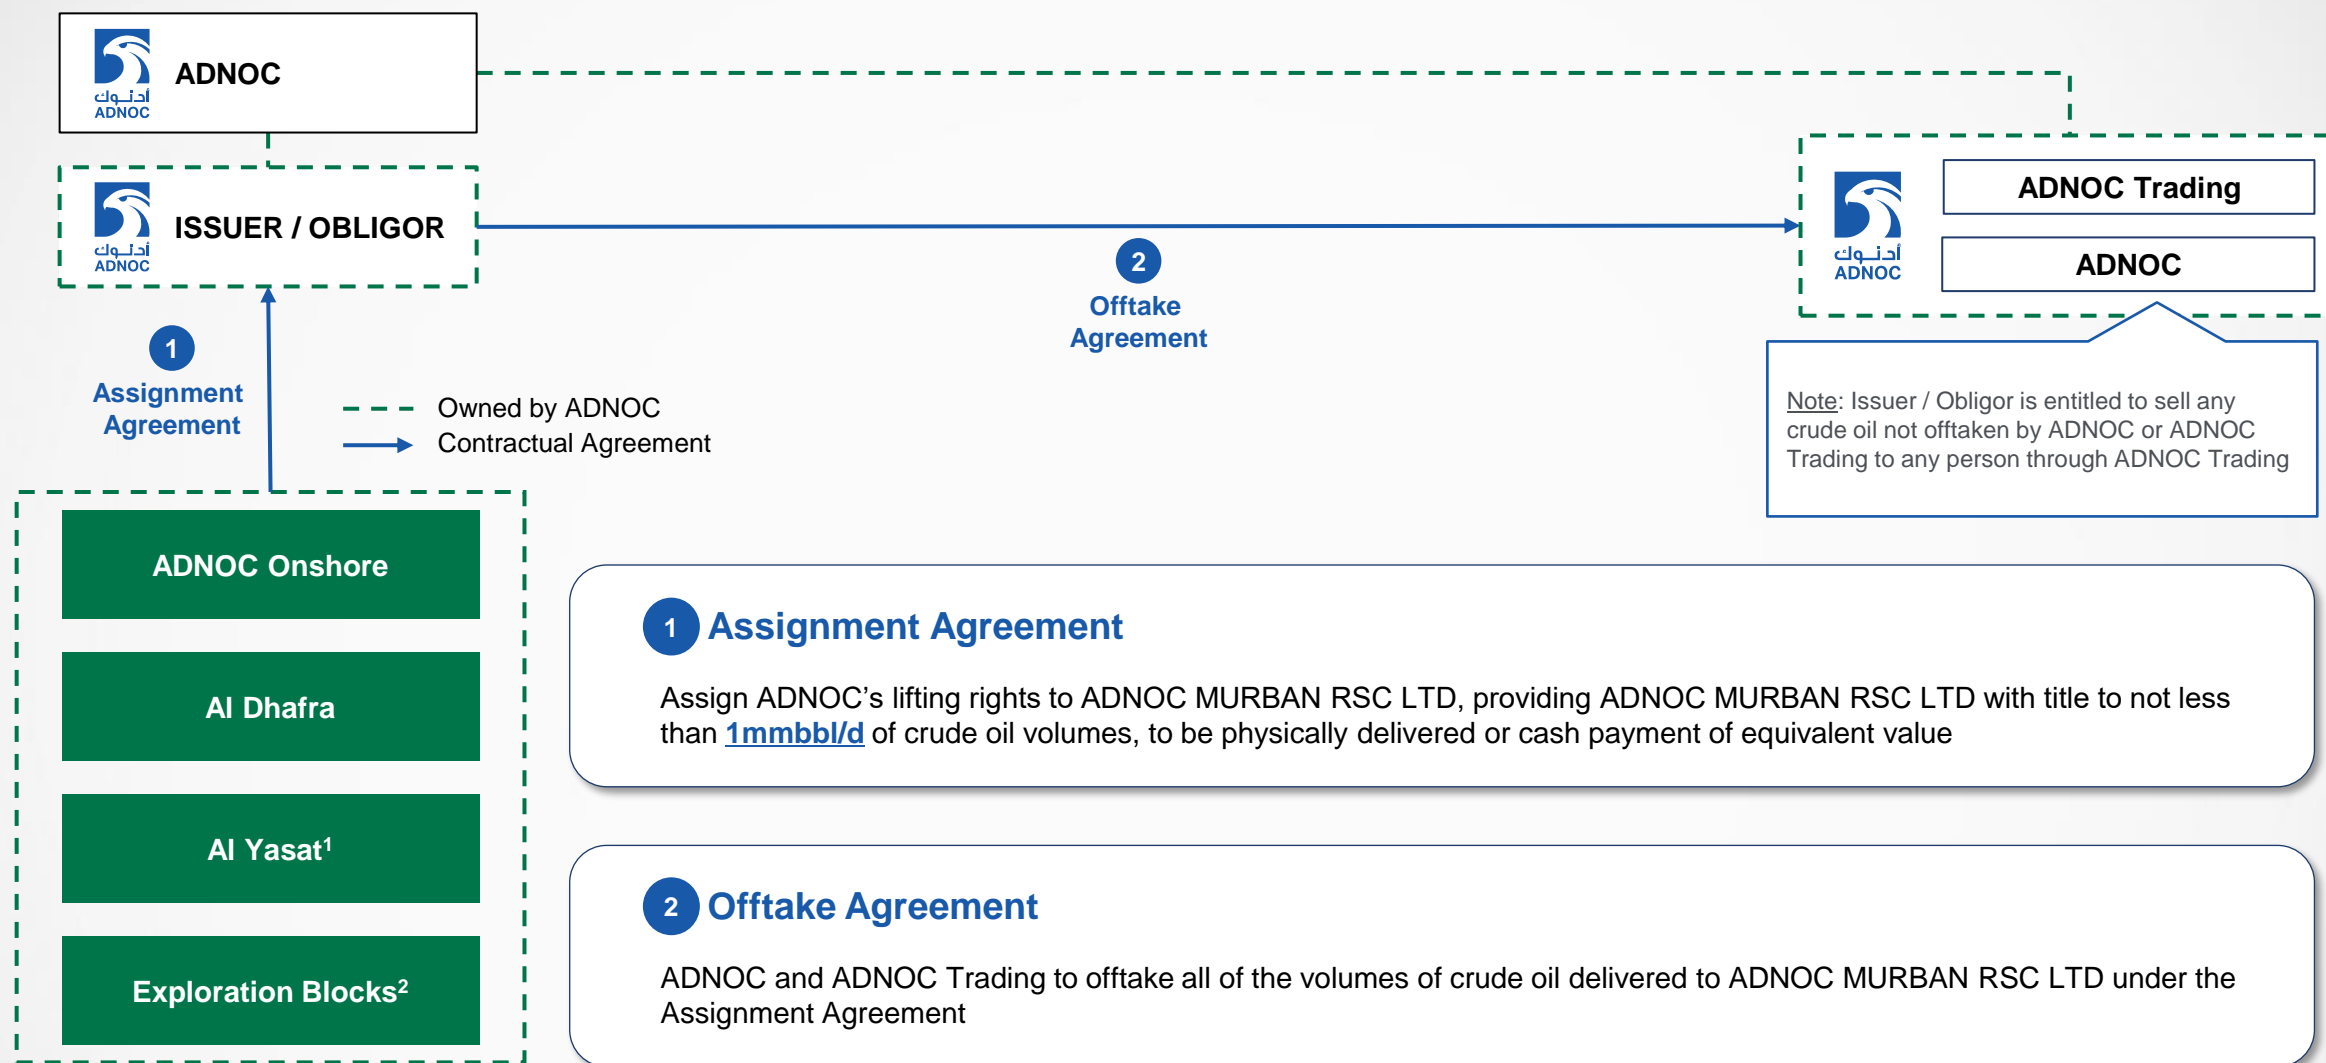 أدنوك
ADNOC
ADNOC
أدنوك
ADNOC
ISSUER / OBLIGOR
أدنوك
ADNOC
ADNOC Trading
ADNOC
2
Offtake
Agreement
1
Assignment
Agreement
Owned by ADNOC
Contractual Agreement
Note: Issuer / Obligor is entitled to sell any
crude oil not offtaken by ADNOC or ADNOC
Trading to any person through ADNOC Trading
ADNOC Onshore
Al Dhafra
Al Yasat¹
Exploration Blocks²
1 Assignment Agreement
Assign ADNOC’s lifting rights to ADNOC MURBAN RSC LTD, providing ADNOC MURBAN RSC LTD with title to not less
than 1mmbbl/d of crude oil volumes, to be physically delivered or cash payment of equivalent value
2 Offtake Agreement
ADNOC and ADNOC Trading to offtake all of the volumes of crude oil delivered to ADNOC MURBAN RSC LTD under the
Assignment Agreement